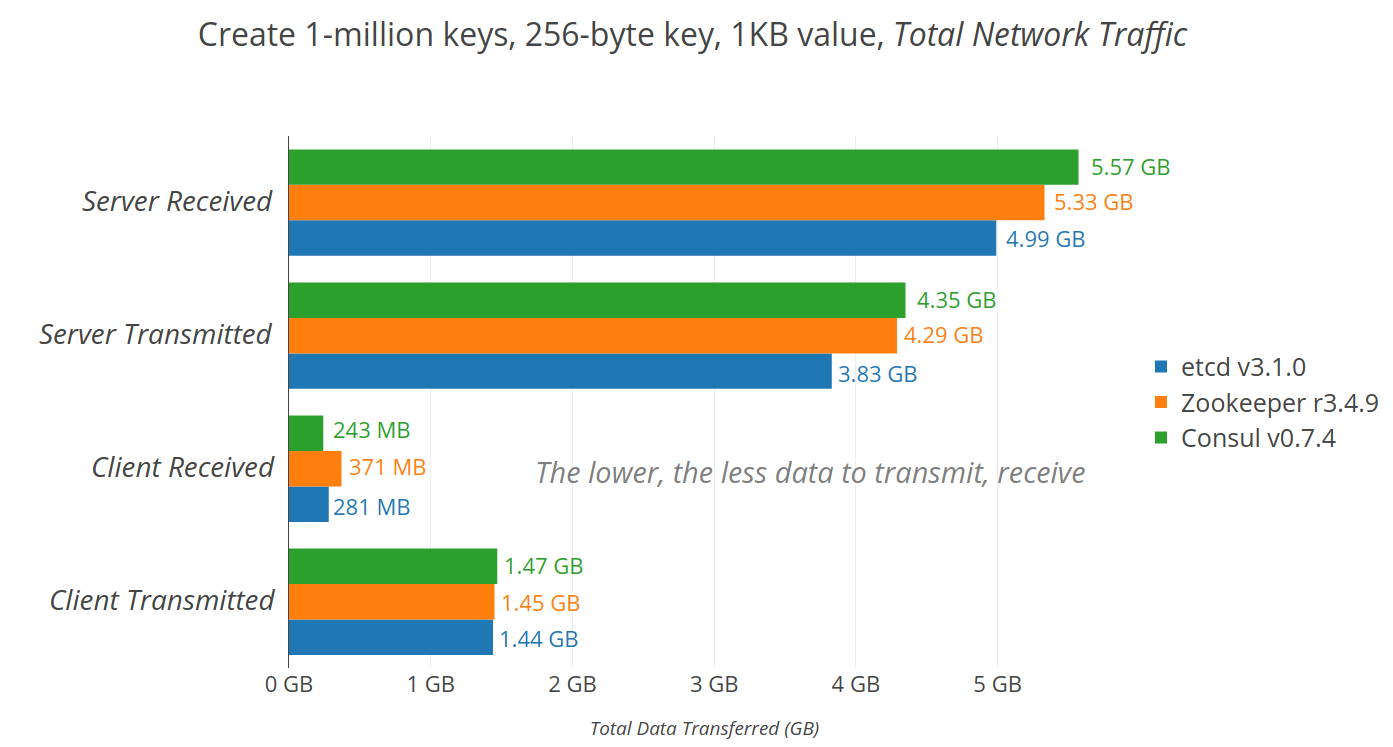 Create 1-million keys, 256-byte key, 1KB value, Total Network Traffic
Server Received
5.57 GB
5.33 GB
4.99 GB
Server Transmitted
4.35 GB
4.29 GB
3.83 GB
Client Received
243 MB
371 MB
281 MB
The lower, the less data to transmit, receive
Client Transmitted
1.47 GB
1.45 GB
1.44 GB
etcd v3.1.0
Zookeeper r3.4.9
Consul v0.7.4
0 GB 1 GB 2 GB 3 GB 4 GB 5 GB
Total Data Transferred (GB)